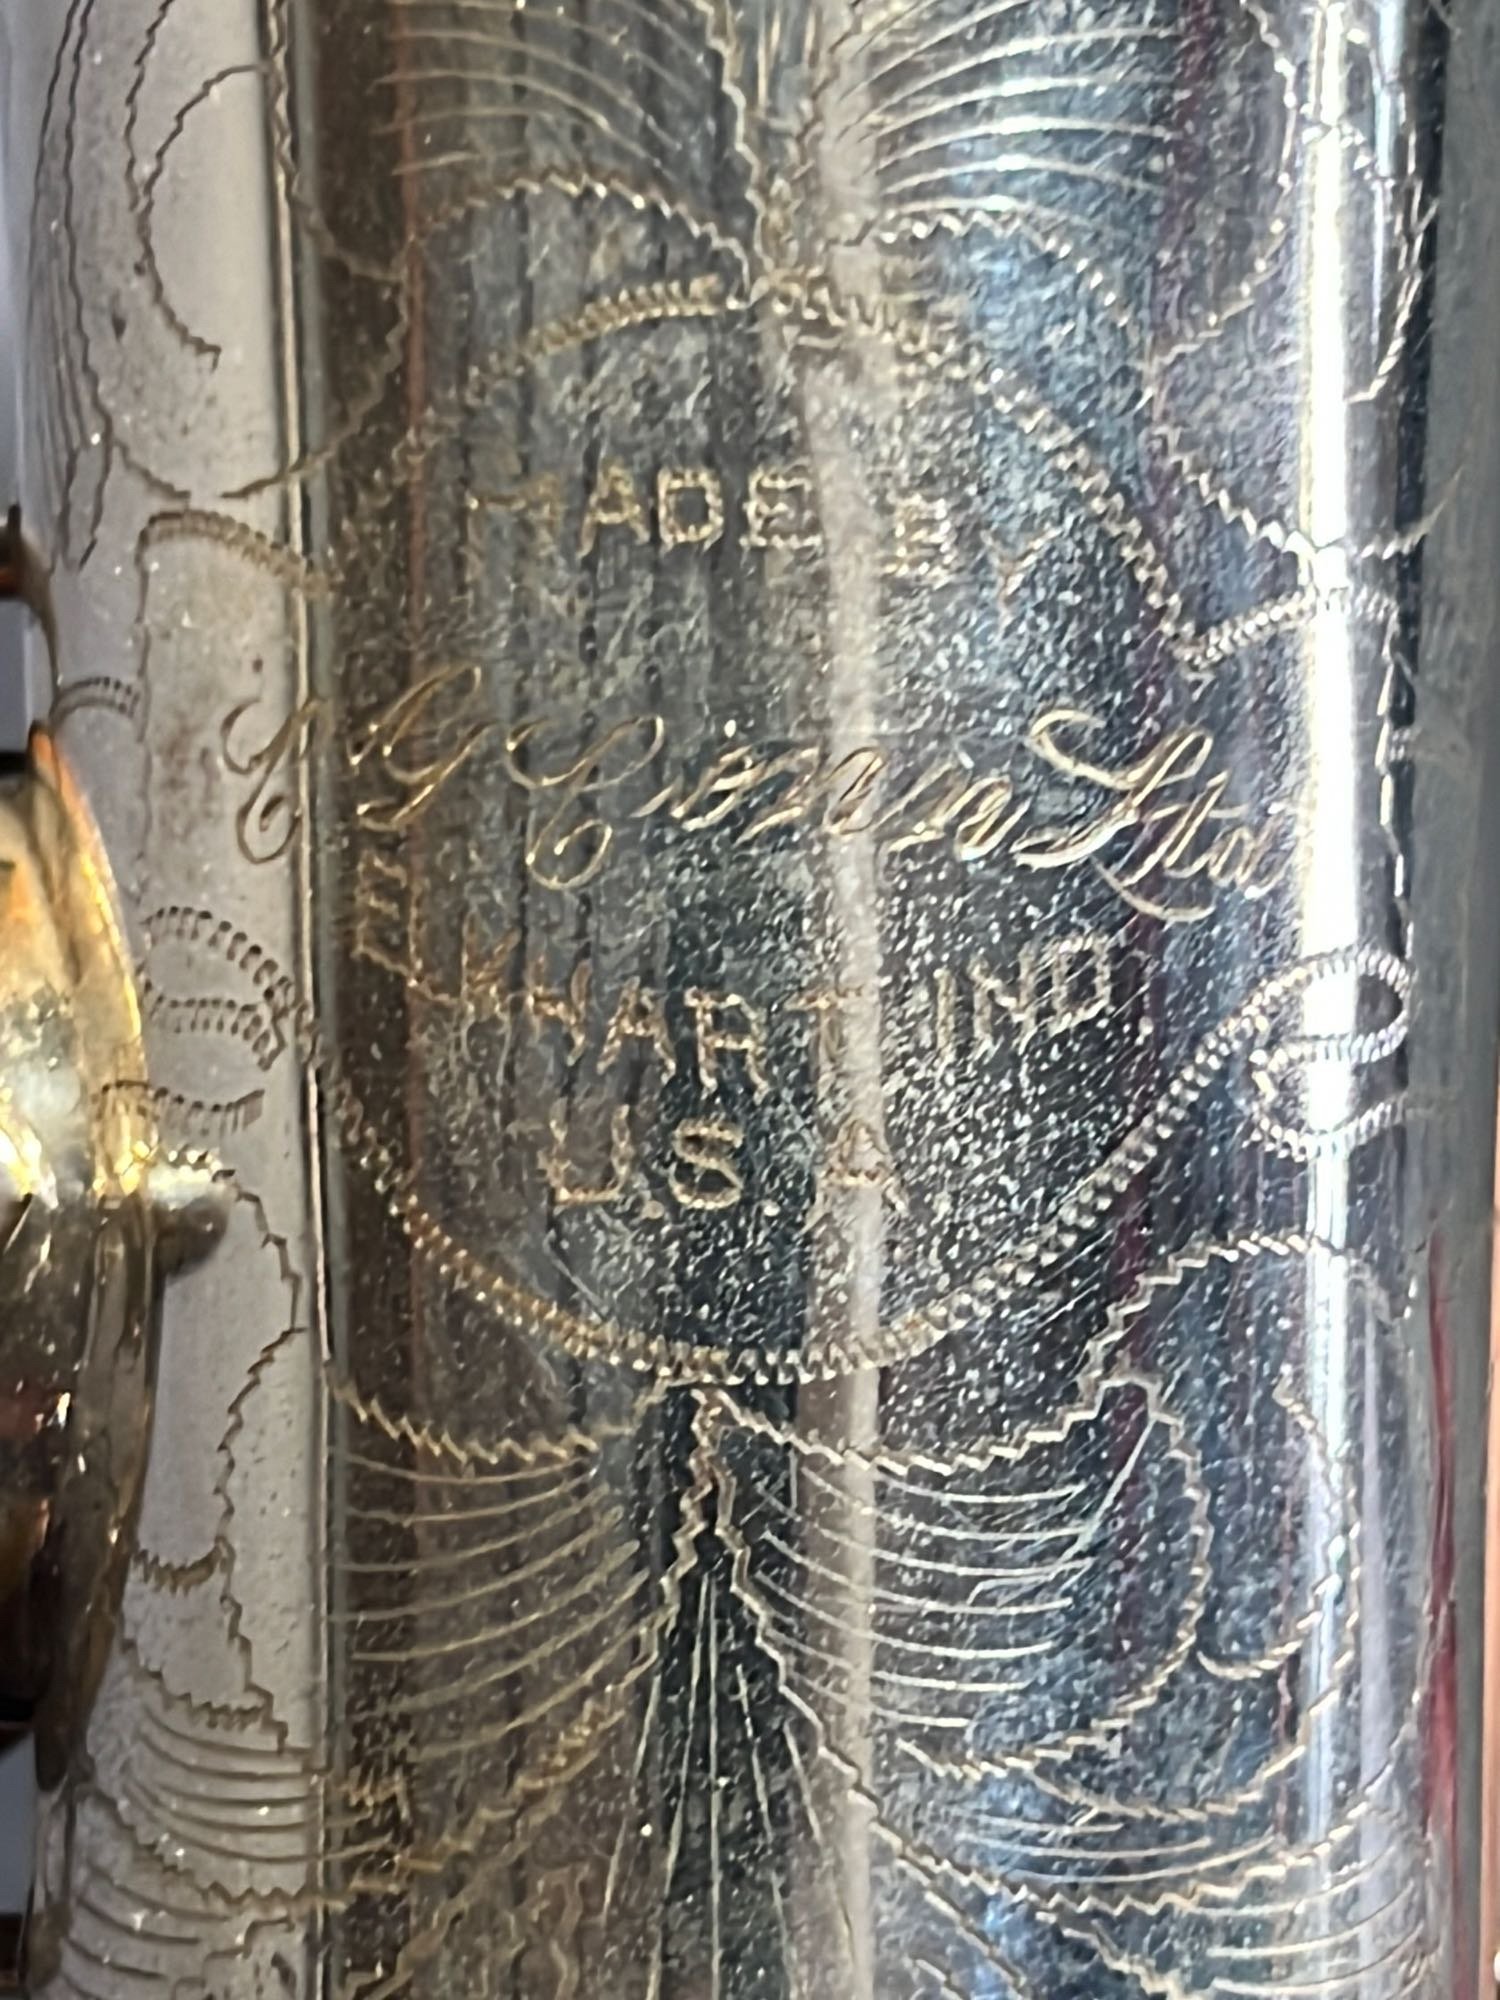 MADE BY
C. G. Conn Ltd
ELKHART IND
U.S.A